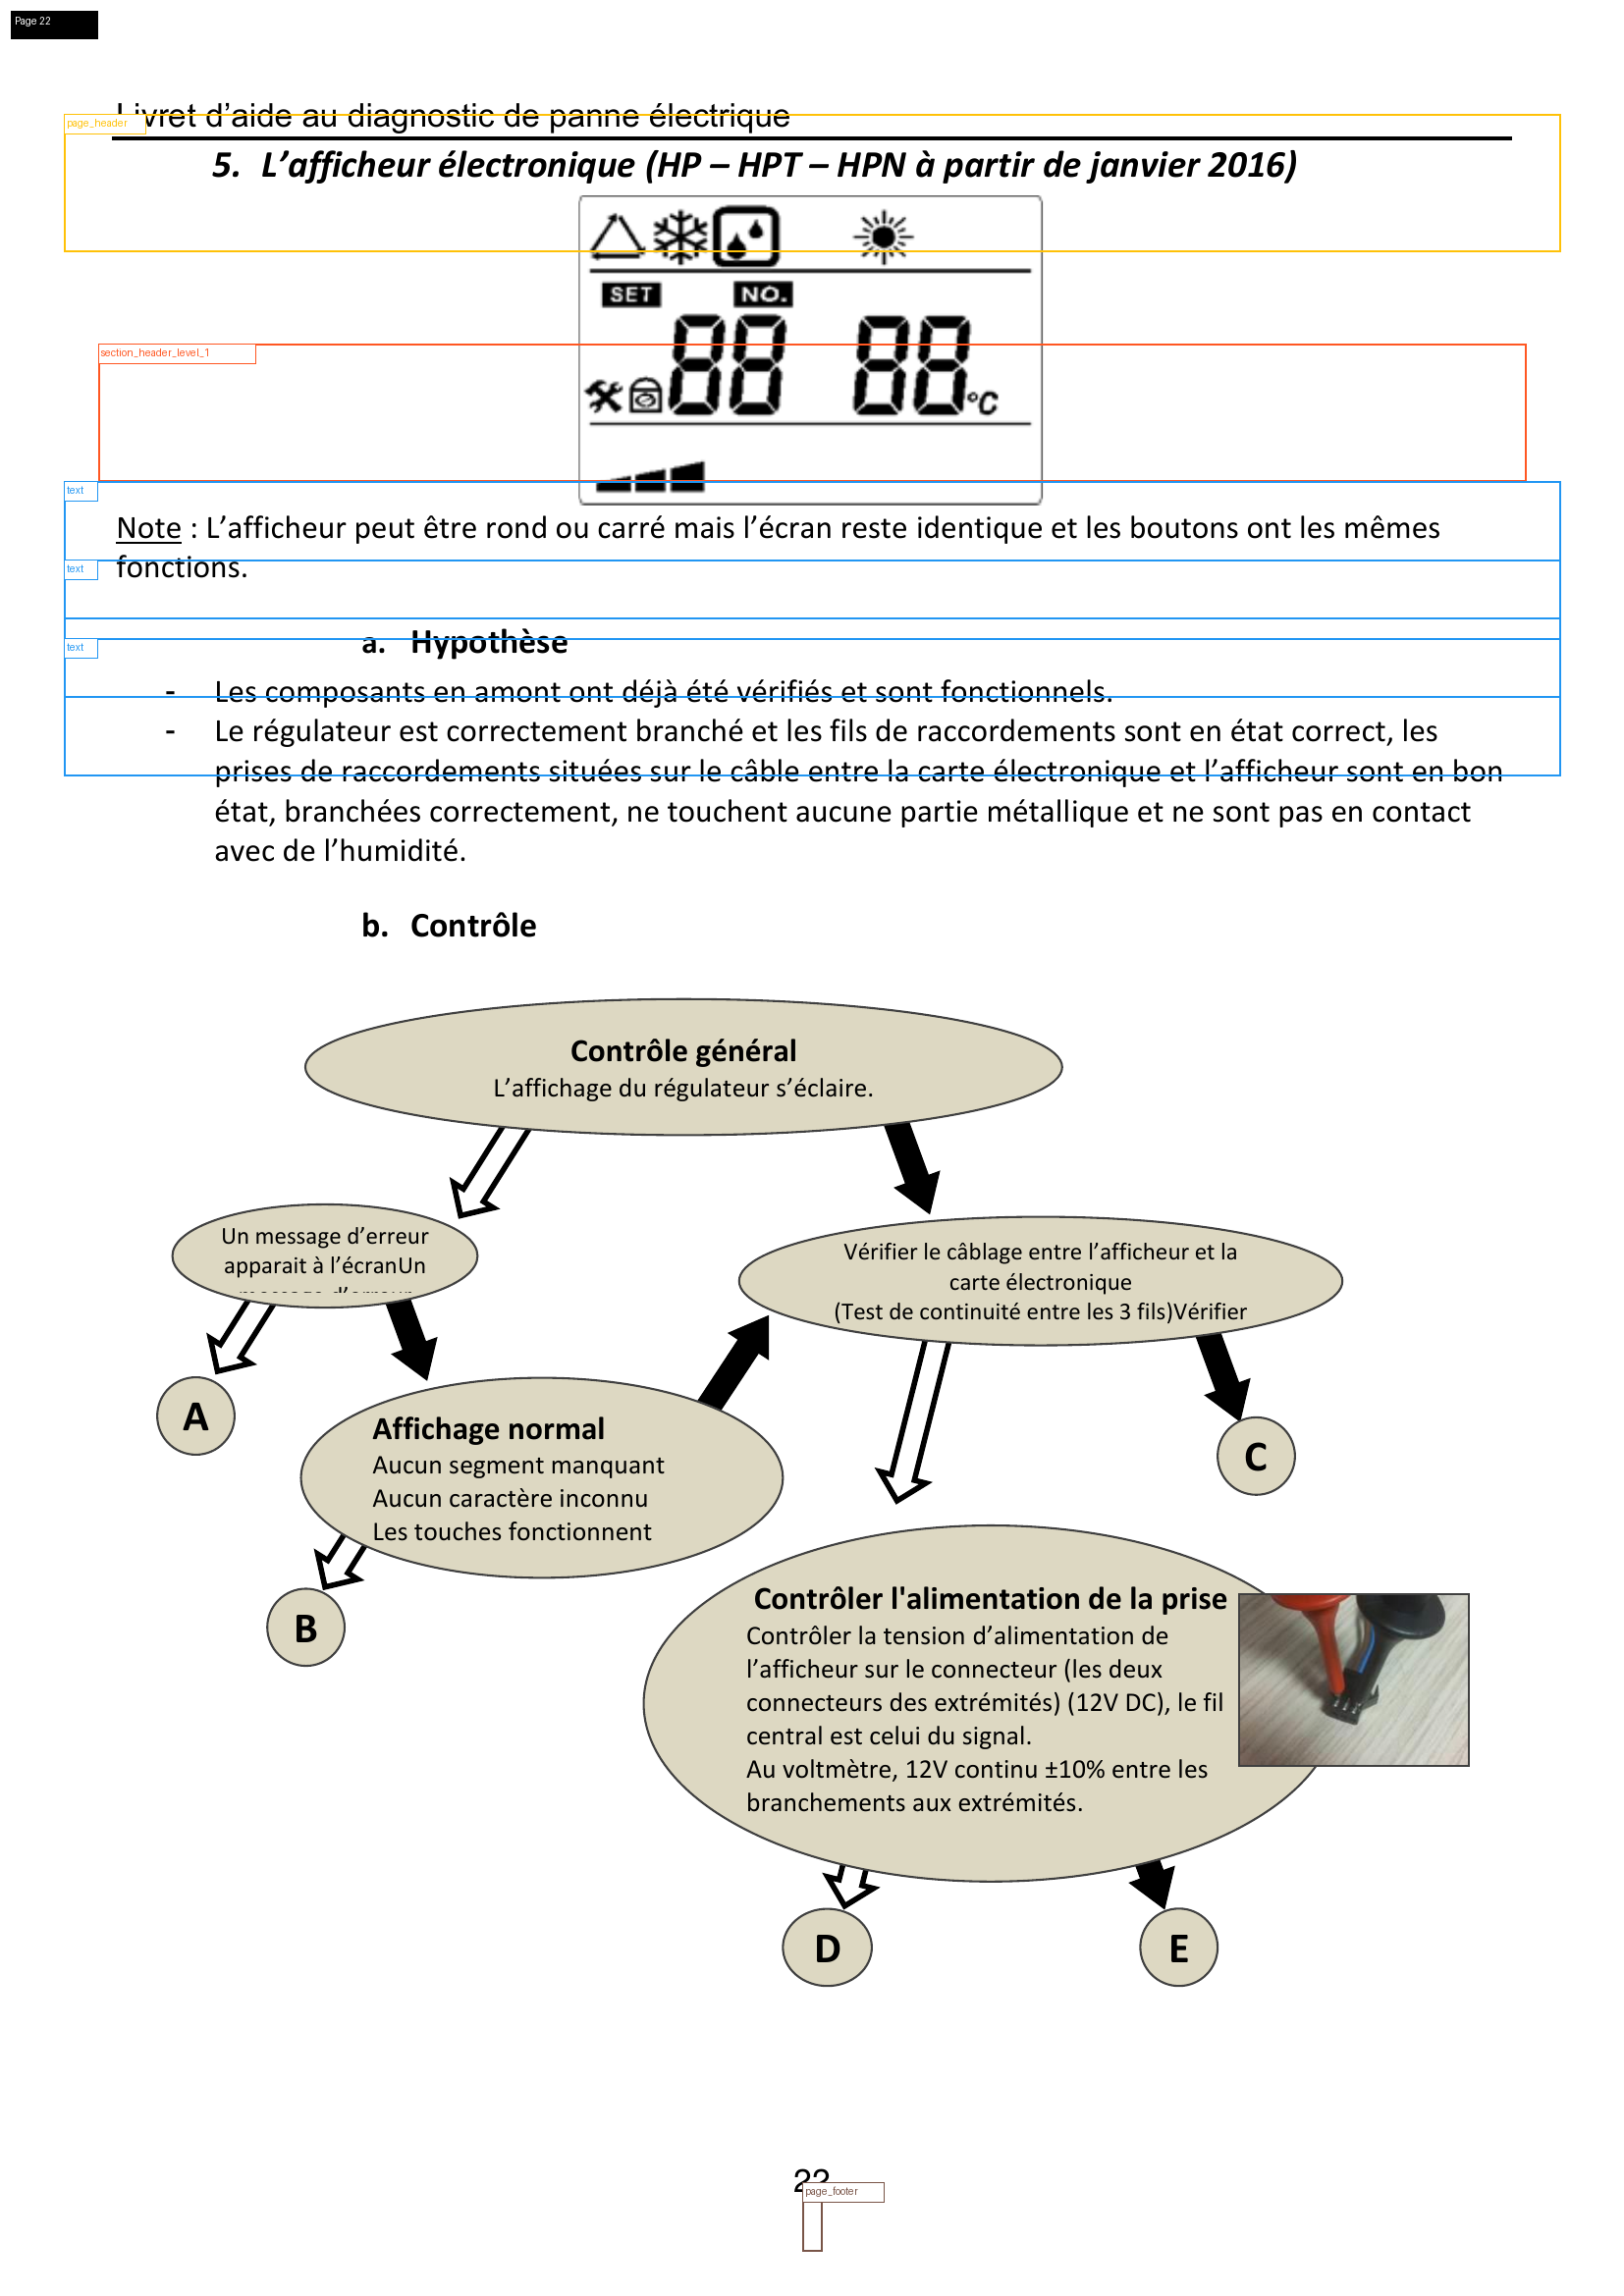 Page 22
Livret d’aide au diagnostic de panne électrique
page_header
5. L’afficheur électronique (HP – HPT – HPN à partir de janvier 2016)
SET NO.
section_header_level_1
88 88 °C
text
Note : L’afficheur peut être rond ou carré mais l’écran reste identique et les boutons ont les mêmes
text
fonctions.
a. Hypothèse
text
- Les composants en amont ont déjà été vérifiés et sont fonctionnels.
- Le régulateur est correctement branché et les fils de raccordements sont en état correct, les
prises de raccordements situées sur le câble entre la carte électronique et l’afficheur sont en bon
état, branchées correctement, ne touchent aucune partie métallique et ne sont pas en contact
avec de l’humidité.
b. Contrôle
Contrôle général
L’affichage du régulateur s’éclaire.
Un message d’erreur
apparait à l’écranUn
message d’erreur
Vérifier le câblage entre l’afficheur et la
carte électronique
(Test de continuité entre les 3 fils)Vérifier
A
Affichage normal
Aucun segment manquant
Aucun caractère inconnu
Les touches fonctionnent
C
B
Contrôler l'alimentation de la prise
Contrôler la tension d’alimentation de
l’afficheur sur le connecteur (les deux
connecteurs des extrémités) (12V DC), le fil
central est celui du signal.
Au voltmètre, 12V continu ±10% entre les
branchements aux extrémités.
D
E
22
page_footer